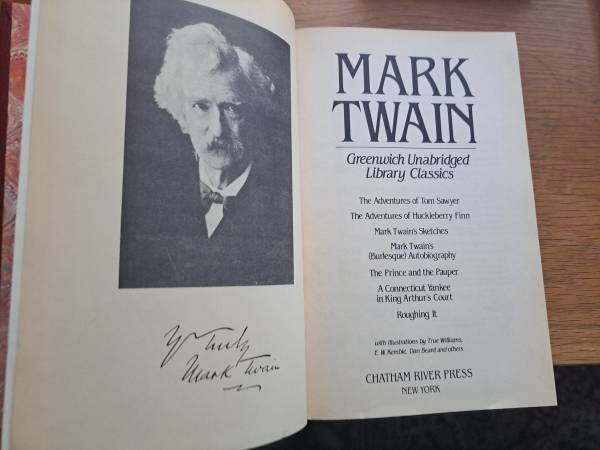 Yrs truly
Mark Twain
MARK
TWAIN
Greenwich Unabridged
Library Classics
The Adventures of Tom Sawyer
The Adventures of Huckleberry Finn
Mark Twain's Sketches
Mark Twain's
(Burlesque) Autobiography
The Prince and the Pauper
A Connecticut Yankee
in King Arthur's Court
Roughing It
with illustrations by True Williams,
E. W. Kemble, Dan Beard and others
CHATHAM RIVER PRESS
NEW YORK